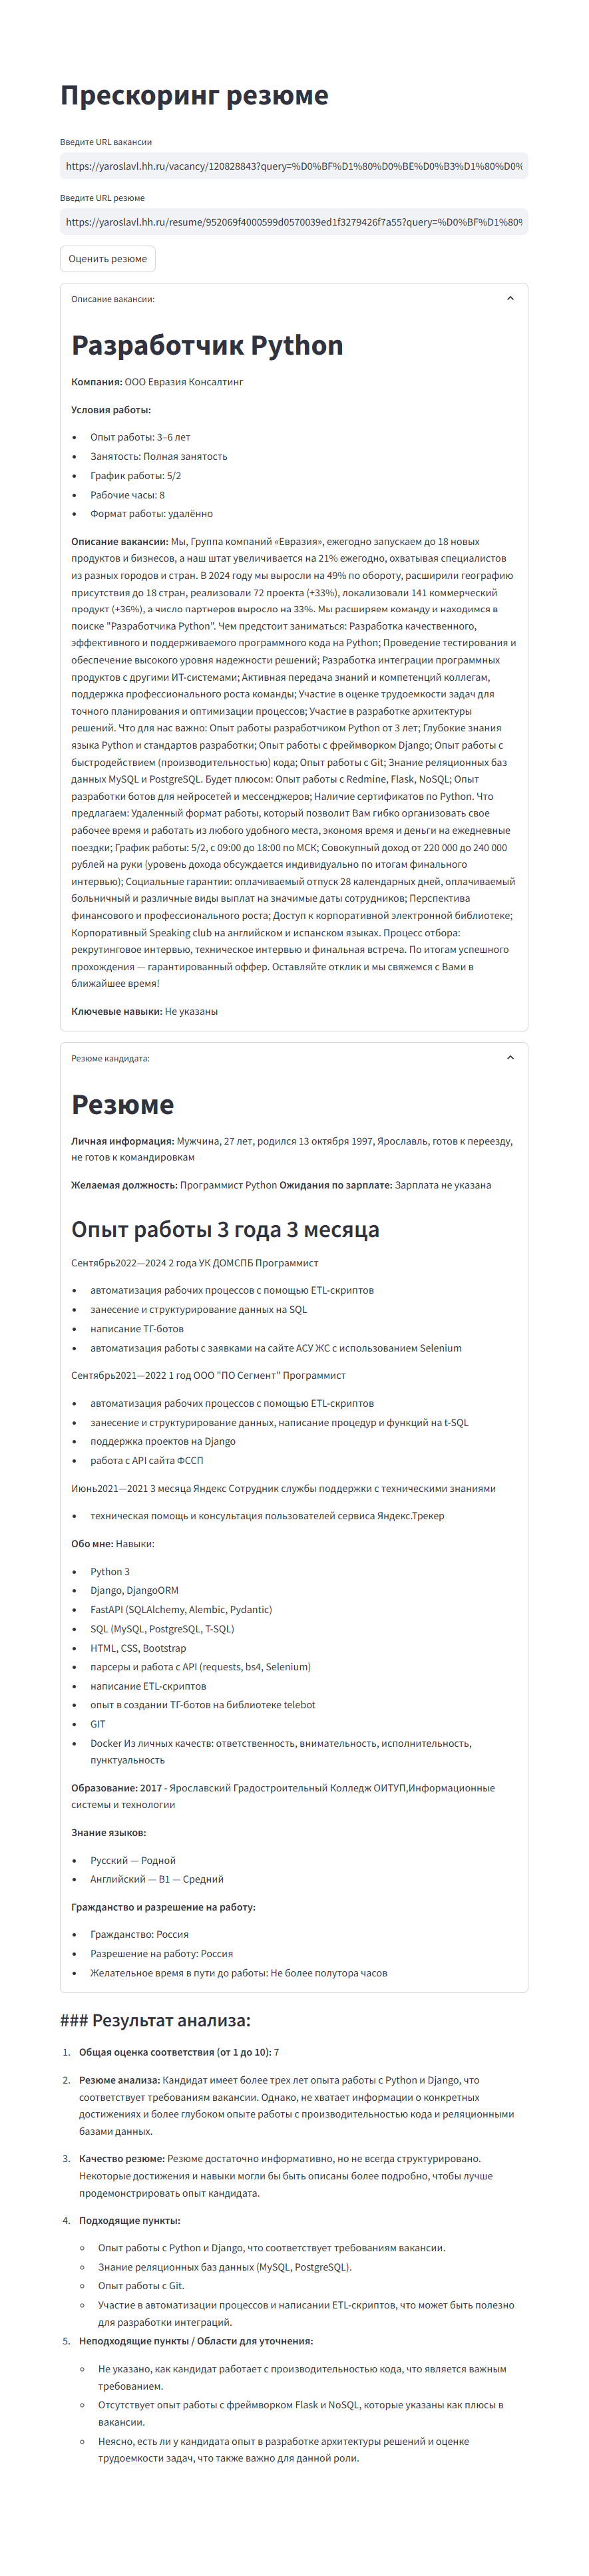 Прескоринг резюме
Введите URL вакансии
https://yaroslavl.hh.ru/vacancy/120828843?query=%D0%BF%D1%80%D0%BE%D0%B3%D1%80%D0%
Введите URL резюме
https://yaroslavl.hh.ru/resume/952069f4000599d0570039ed1f3279426f7a55?query=%D0%BF%D1%80%
Оценить резюме
Описание вакансии:
Разработчик Python
Компания: ООО Евразия Консалтинг
Условия работы:
• Опыт работы: 3–6 лет
• Занятость: Полная занятость
• График работы: 5/2
• Рабочие часы: 8
• Формат работы: удалённо
Описание вакансии: Мы, Группа компаний «Евразия», ежегодно запускаем до 18 новых
продуктов и бизнесов, а наш штат увеличивается на 21% ежегодно, охватывая специалистов
из разных городов и стран. В 2024 году мы выросли на 49% по обороту, расширили географию
присутствия до 18 стран, реализовали 72 проекта (+33%), локализовали 141 коммерческий
продукт (+36%), а число партнеров выросло на 33%. Мы расширяем команду и находимся в
поиске "Разработчика Python". Чем предстоит заниматься: Разработка качественного,
эффективного и поддерживаемого программного кода на Python; Проведение тестирования и
обеспечение высокого уровня надежности решений; Разработка интеграции программных
продуктов с другими ИТ-системами; Активная передача знаний и компетенций коллегам,
поддержка профессионального роста команды; Участие в оценке трудоемкости задач для
точного планирования и оптимизации процессов; Участие в разработке архитектуры
решений. Что для нас важно: Опыт работы разработчиком Python от 3 лет; Глубокие знания
языка Python и стандартов разработки; Опыт работы с фреймворком Django; Опыт работы с
быстродействием (производительностью) кода; Опыт работы с Git; Знание реляционных баз
данных MySQL и PostgreSQL. Будет плюсом: Опыт работы с Redmine, Flask, NoSQL; Опыт
разработки ботов для нейросетей и мессенджеров; Наличие сертификатов по Python. Что
предлагаем: Удаленный формат работы, который позволит Вам гибко организовать свое
рабочее время и работать из любого удобного места, экономя время и деньги на ежедневные
поездки; График работы: 5/2, с 09:00 до 18:00 по МСК; Совокупный доход от 220 000 до 240 000
рублей на руки (уровень дохода обсуждается индивидуально по итогам финального
интервью); Социальные гарантии: оплачиваемый отпуск 28 календарных дней, оплачиваемый
больничный и различные виды выплат на значимые даты сотрудников; Перспектива
финансового и профессионального роста; Доступ к корпоративной электронной библиотеке;
Корпоративный Speaking club на английском и испанском языках. Процесс отбора:
рекрутинговое интервью, техническое интервью и финальная встреча. По итогам успешного
прохождения — гарантированный оффер. Оставляйте отклик и мы свяжемся с Вами в
ближайшее время!
Ключевые навыки: Не указаны
Резюме кандидата:
Резюме
Личная информация: Мужчина, 27 лет, родился 13 октября 1997, Ярославль, готов к переезду,
не готов к командировкам
Желаемая должность: Программист Python Ожидания по зарплате: Зарплата не указана
Опыт работы 3 года 3 месяца
Сентябрь2022—2024 2 года УК ДОМСПБ Программист
• автоматизация рабочих процессов с помощью ETL-скриптов
• занесение и структурирование данных на SQL
• написание ТГ-ботов
• автоматизация работы с заявками на сайте АСУ ЖС с использованием Selenium
Сентябрь2021—2022 1 год ООО "ПО Сегмент" Программист
• автоматизация рабочих процессов с помощью ETL-скриптов
• занесение и структурирование данных, написание процедур и функций на t-SQL
• поддержка проектов на Django
• работа с API сайта ФССП
Июнь2021—2021 3 месяца Яндекс Сотрудник службы поддержки с техническими знаниями
• техническая помощь и консультация пользователей сервиса Яндекс.Трекер
Обо мне: Навыки:
• Python 3
• Django, DjangoORM
• FastAPI (SQLAlchemy, Alembic, Pydantic)
• SQL (MySQL, PostgreSQL, T-SQL)
• HTML, CSS, Bootstrap
• парсеры и работа с API (requests, bs4, Selenium)
• написание ETL-скриптов
• опыт в создании ТГ-ботов на библиотеке telebot
• GIT
• Docker Из личных качеств: ответственность, внимательность, исполнительность,
пунктуальность
Образование: 2017 - Ярославский Градостроительный Колледж ОИТУП,Информационные
системы и технологии
Знание языков:
• Русский — Родной
• Английский — B1 — Средний
Гражданство и разрешение на работу:
• Гражданство: Россия
• Разрешение на работу: Россия
• Желательное время в пути до работы: Не более полутора часов
### Результат анализа:
1. Общая оценка соответствия (от 1 до 10): 7
2. Резюме анализа: Кандидат имеет более трех лет опыта работы с Python и Django, что
соответствует требованиям вакансии. Однако, не хватает информации о конкретных
достижениях и более глубоком опыте работы с производительностью кода и реляционными
базами данных.
3. Качество резюме: Резюме достаточно информативно, но не всегда структурировано.
Некоторые достижения и навыки могли бы быть описаны более подробно, чтобы лучше
продемонстрировать опыт кандидата.
4. Подходящие пункты:
◦ Опыт работы с Python и Django, что соответствует требованиям вакансии.
◦ Знание реляционных баз данных (MySQL, PostgreSQL).
◦ Опыт работы с Git.
◦ Участие в автоматизации процессов и написании ETL-скриптов, что может быть полезно
для разработки интеграций.
5. Неподходящие пункты / Области для уточнения:
◦ Не указано, как кандидат работает с производительностью кода, что является важным
требованием.
◦ Отсутствует опыт работы с фреймворком Flask и NoSQL, которые указаны как плюсы в
вакансии.
◦ Неясно, есть ли у кандидата опыт в разработке архитектуры решений и оценке
трудоемкости задач, что также важно для данной роли.